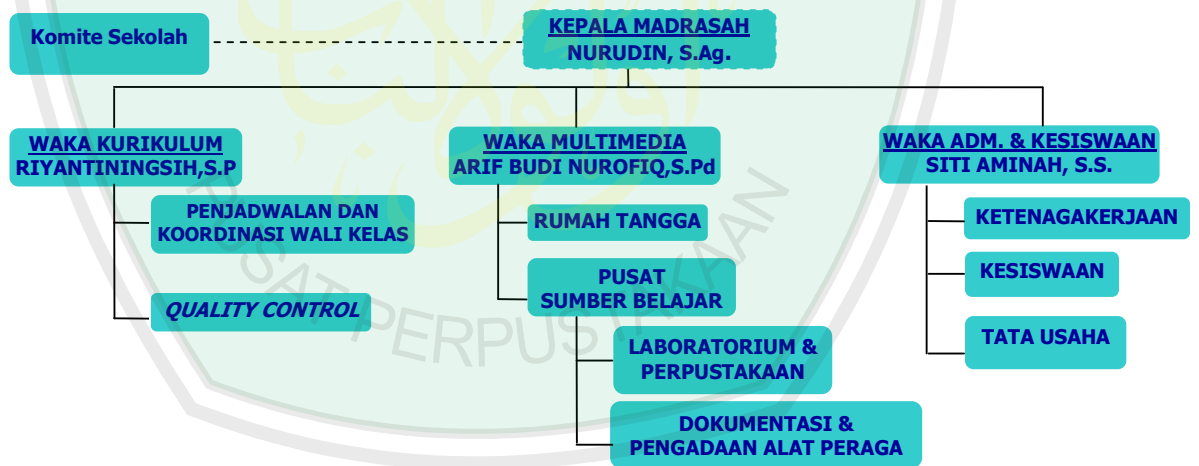 Komite Sekolah
KEPALA MADRASAH
NURUDIN, S.Ag.
WAKA KURIKULUM
RIYANTININGSIH,S.P
WAKA MULTIMEDIA
ARIF BUDI NUROFIQ,S.Pd
WAKA ADM. & KESISWAAN
SITI AMINAH, S.S.
PENJADWALAN DAN
KOORDINASI WALI KELAS
QUALITY CONTROL
RUMAH TANGGA
PUSAT
SUMBER BELAJAR
LABORATORIUM &
PERPUSTAKAAN
DOKUMENTASI &
PENGADAAN ALAT PERAGA
KETENAGAKERJAAN
KESISWAAN
TATA USAHA
PUSAT PERPUSTAKAAN